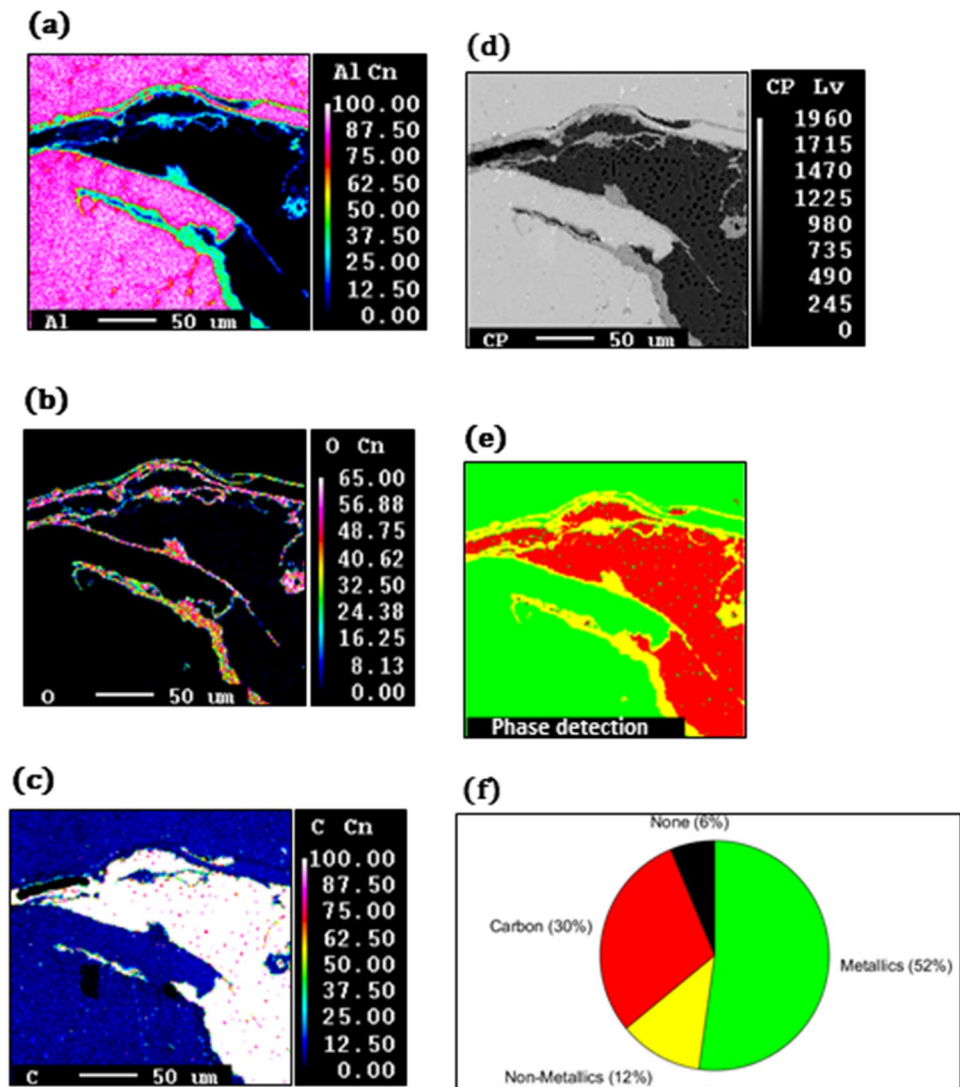 (a)
Al Cn
100.00
87.50
75.00
62.50
50.00
37.50
25.00
12.50
0.00
Al 50 um
(b)
O Cn
65.00
56.88
48.75
40.62
32.50
24.38
16.25
8.13
0.00
O 50 um
(c)
C Cn
100.00
87.50
75.00
62.50
50.00
37.50
25.00
12.50
0.00
C 50 um
(d)
CP Lv
1960
1715
1470
1225
980
735
490
245
0
CP 50 um
(e)
Phase detection
(f)
None (6%)
Carbon (30%)
Metallics (52%)
Non-Metallics (12%)